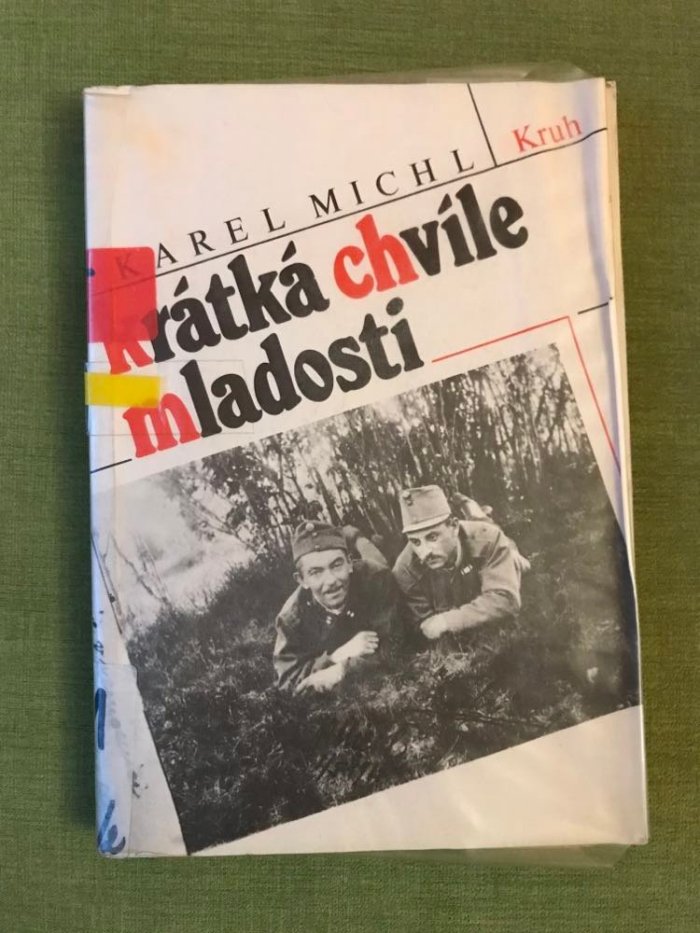 Kruh
KAREL MICHL
krátká chvíle
mladosti